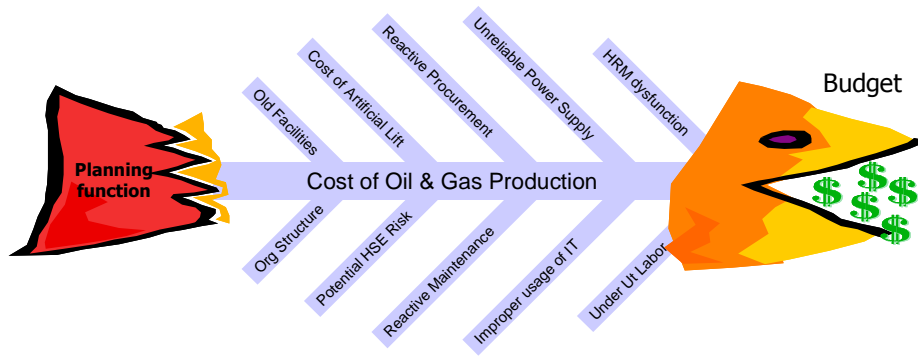 Old Facilities
Cost of Artificial Lift
Reactive Procurement
Unreliable Power Supply
HRM dysfunction
Budget
Planning
function
Cost of Oil & Gas Production
$ $ $
$ $
$
Org Structure
Potential HSE Risk
Reactive Maintenance
Improper usage of IT
Under Ut Labor